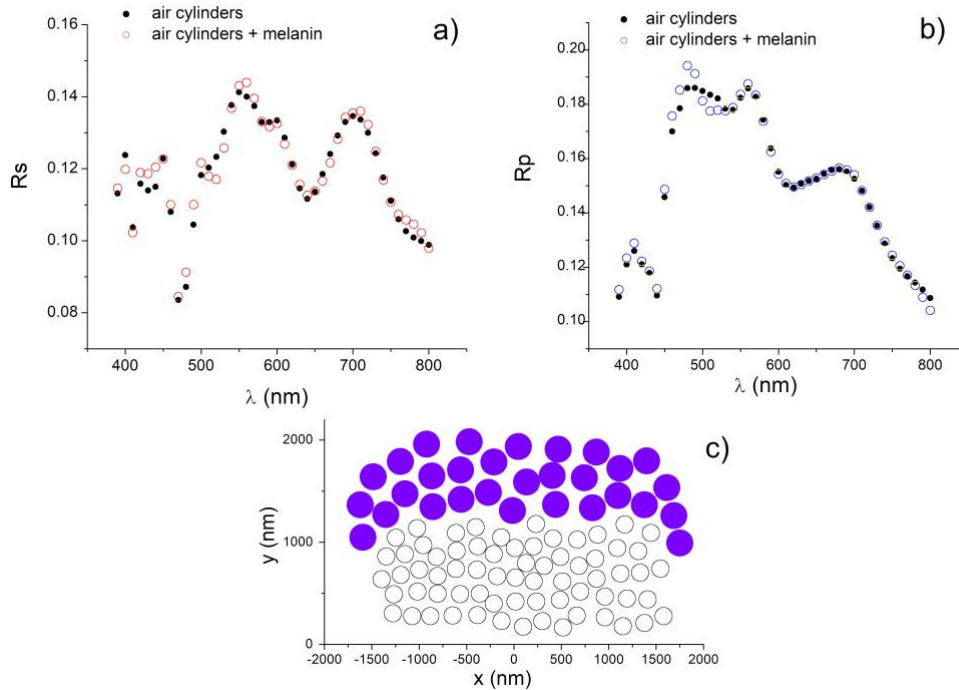 air cylinders
air cylinders + melanin
a)
0.16
0.14
0.12
0.10
0.08
Rs
400 500 600 700 800
λ (nm)
air cylinders
air cylinders + melanin
b)
0.20
0.18
0.16
0.14
0.12
0.10
Rp
400 500 600 700 800
λ (nm)
c)
2000
1000
0
y (nm)
-2000 -1500 -1000 -500 0 500 1000 1500 2000
x (nm)